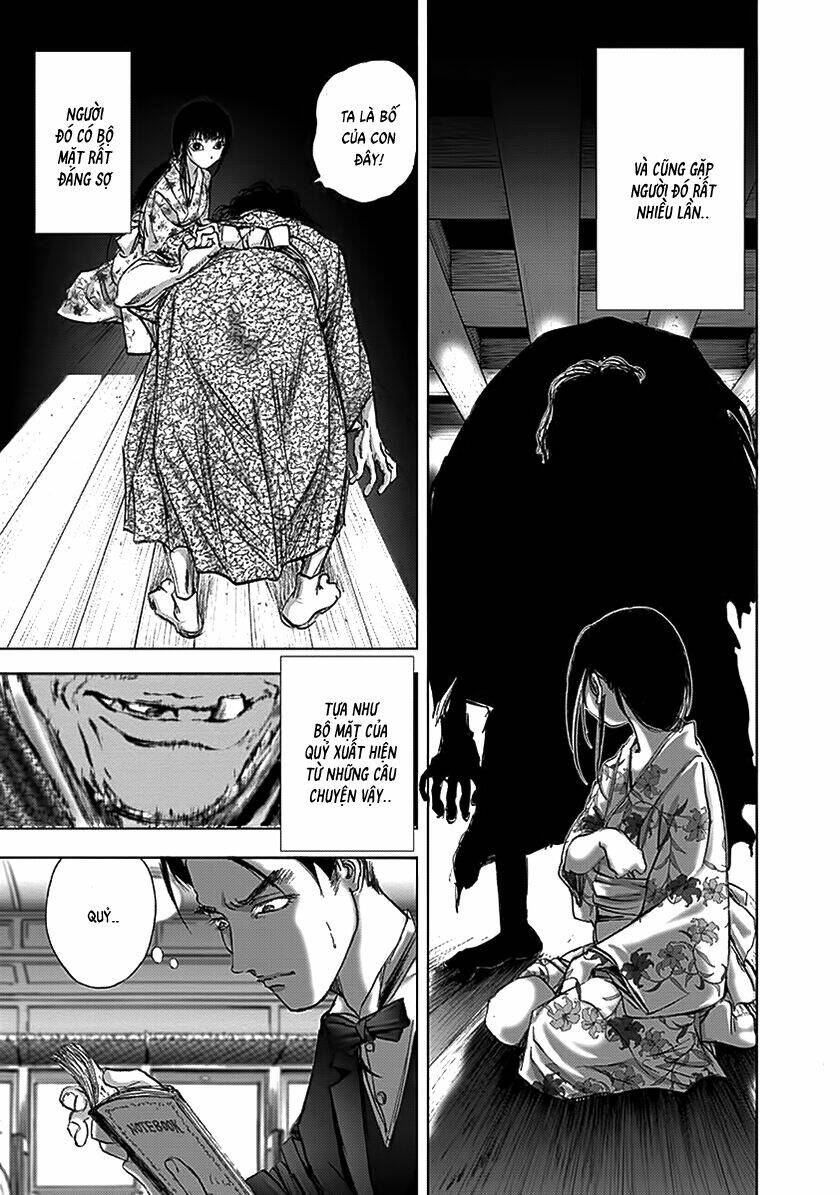 VÀ CŨNG GẶP
NGƯỜI ĐÓ RẤT
NHIỀU LẦN..
TA LÀ BỐ
CỦA CON
ĐÂY!
NGƯỜI
ĐÓ CÓ BỘ
MẶT RẤT
ĐÁNG SỢ
TỰA NHƯ
BỘ MẶT CỦA
QUỶ XUẤT HIỆN
TỪ NHỮNG CÂU
CHUYỆN VẬY..
QUỶ..
NOTEBOOK